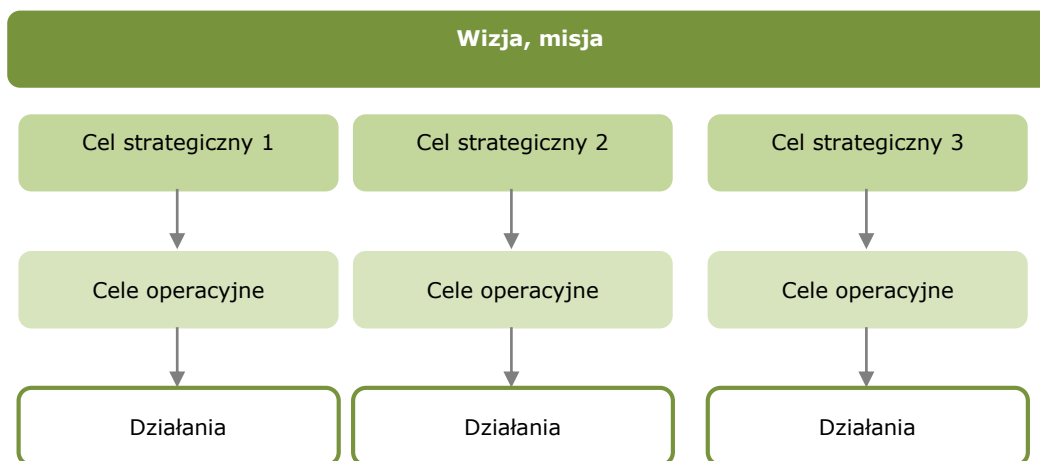 Wizja, misja
Cel strategiczny 1
Cel strategiczny 2
Cel strategiczny 3
Cele operacyjne
Cele operacyjne
Cele operacyjne
Działania
Działania
Działania